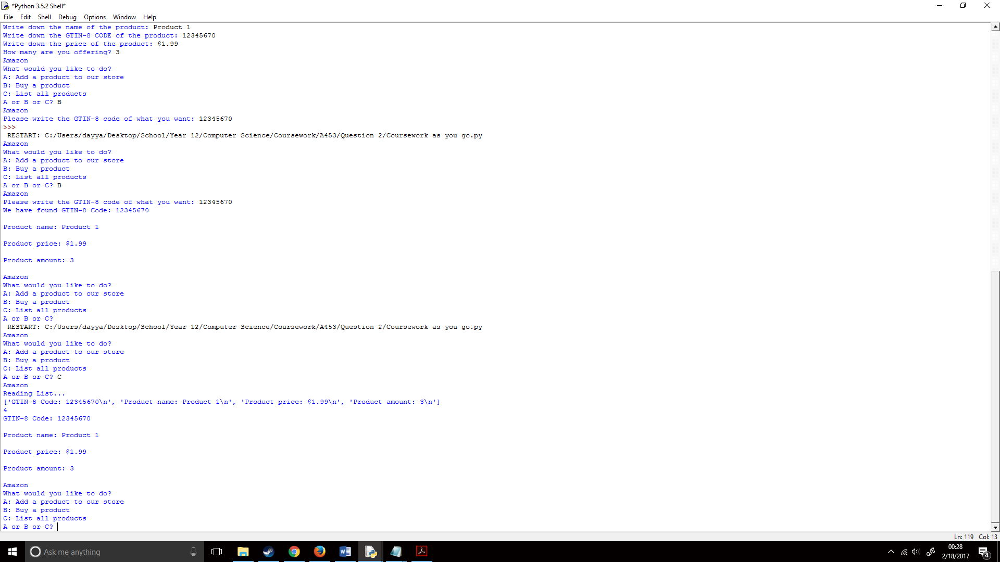 *Python 3.5.2 Shell*
File Edit Shell Debug Options Window Help
Write down the name of the product: Product 1
Write down the GTIN-8 CODE of the product: 12345670
Write down the price of the product: $1.99
How many are you offering? 3
Amazon
What would you like to do?
A: Add a product to our store
B: Buy a product
C: List all products
A or B or C? B
Amazon
Please write the GTIN-8 code of what you want: 12345670
>>>
RESTART: C:/Users/dayya/Desktop/School/Year 12/Computer Science/Coursework/A453/Question 2/Coursework as you go.py
Amazon
What would you like to do?
A: Add a product to our store
B: Buy a product
C: List all products
A or B or C? B
Amazon
Please write the GTIN-8 code of what you want: 12345670
We have found GTIN-8 Code: 12345670
Product name: Product 1
Product price: $1.99
Product amount: 3
Amazon
What would you like to do?
A: Add a product to our store
B: Buy a product
C: List all products
A or B or C?
RESTART: C:/Users/dayya/Desktop/School/Year 12/Computer Science/Coursework/A453/Question 2/Coursework as you go.py
Amazon
What would you like to do?
A: Add a product to our store
B: Buy a product
C: List all products
A or B or C? C
Amazon
Reading List...
['GTIN-8 Code: 12345670\n', 'Product name: Product 1\n', 'Product price: $1.99\n', 'Product amount: 3\n']
4
GTIN-8 Code: 12345670
Product name: Product 1
Product price: $1.99
Product amount: 3
Amazon
What would you like to do?
A: Add a product to our store
B: Buy a product
C: List all products
A or B or C?
Ln: 119 Col: 13
Ask me anything
00:28
2/18/2017
4